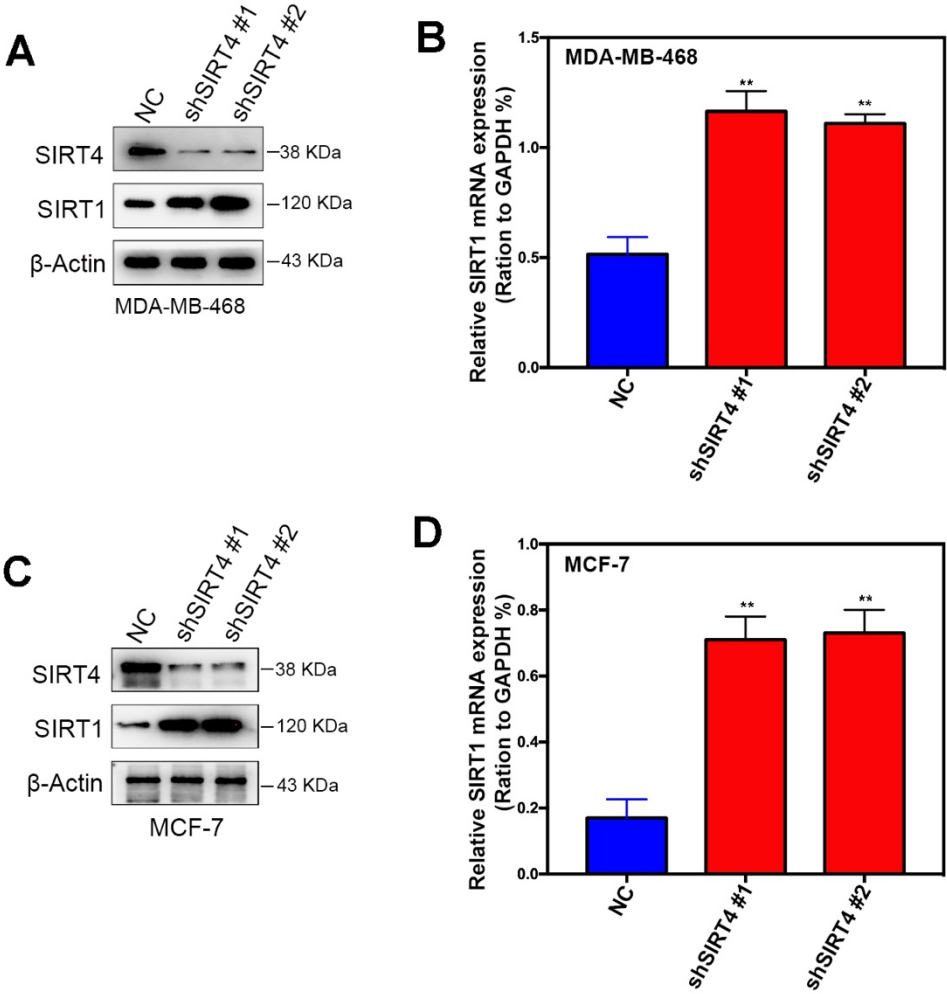 A
NC
shSIRT4 #1
shSIRT4 #2
SIRT4
38 KDa
SIRT1
120 KDa
β-Actin
43 KDa
MDA-MB-468
B
MDA-MB-468
Relative SIRT1 mRNA expression
(Ration to GAPDH %)
1.5
1.0
0.5
0.0
**
**
NC
shSIRT4 #1
shSIRT4 #2
C
NC
shSIRT4 #1
shSIRT4 #2
SIRT4
38 KDa
SIRT1
120 KDa
β-Actin
43 KDa
MCF-7
D
MCF-7
Relative SIRT1 mRNA expression
(Ration to GAPDH %)
1.0
0.8
0.6
0.4
0.2
0.0
**
**
NC
shSIRT4 #1
shSIRT4 #2